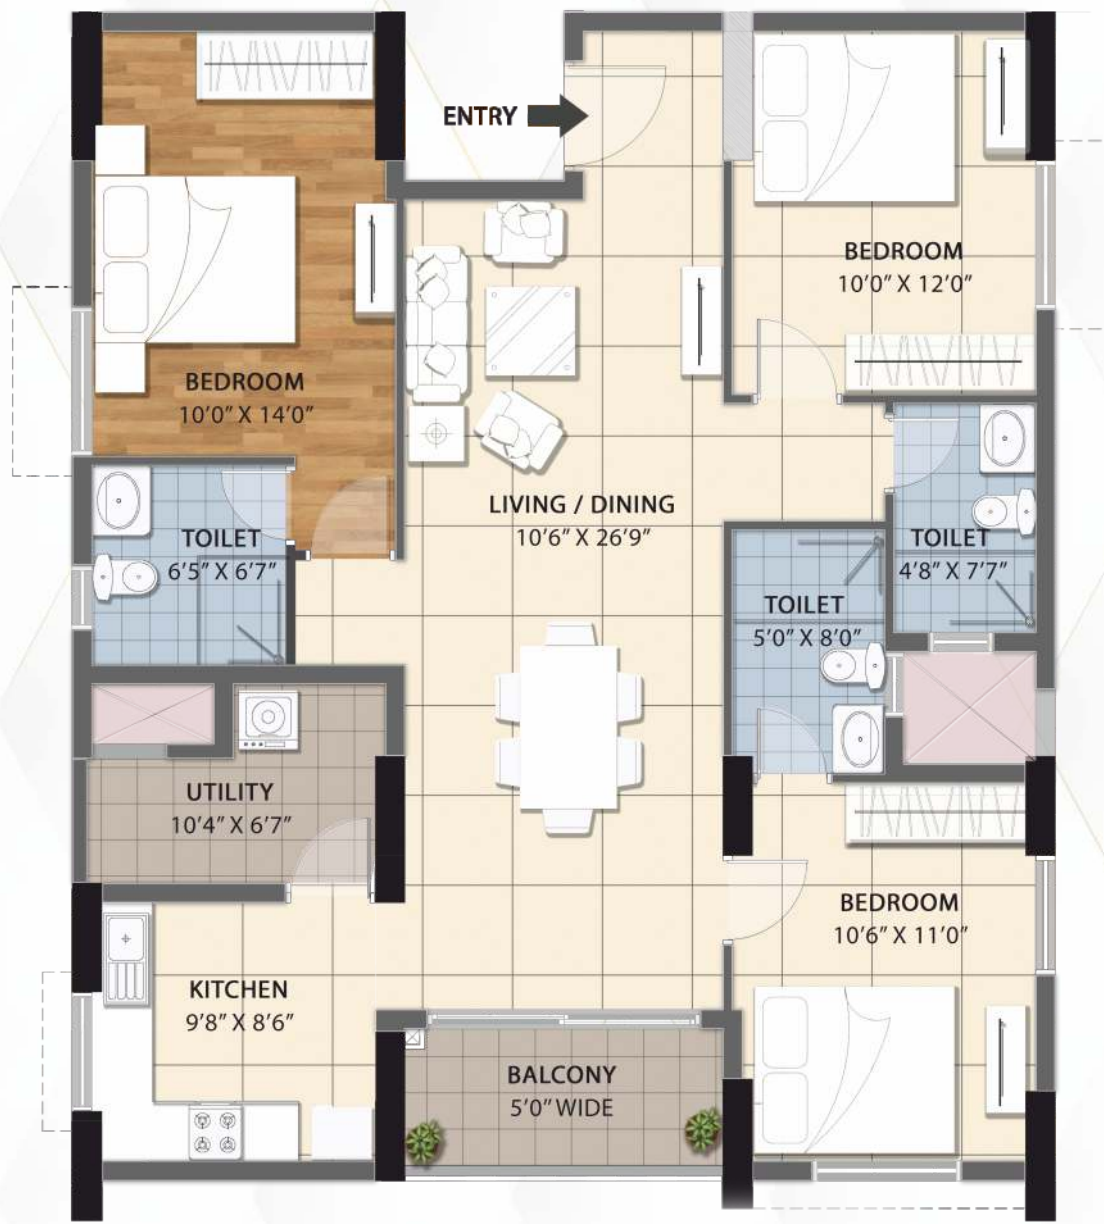 ENTRY
BEDROOM
10'0" X 12'0"
BEDROOM
10'0" X 14'0"
LIVING / DINING
10'6" X 26'9"
TOILET
6'5" X 6'7"
TOILET
4'8" X 7'7"
TOILET
5'0" X 8'0"
UTILITY
10'4" X 6'7"
BEDROOM
10'6" X 11'0"
KITCHEN
9'8" X 8'6"
BALCONY
5'0" WIDE